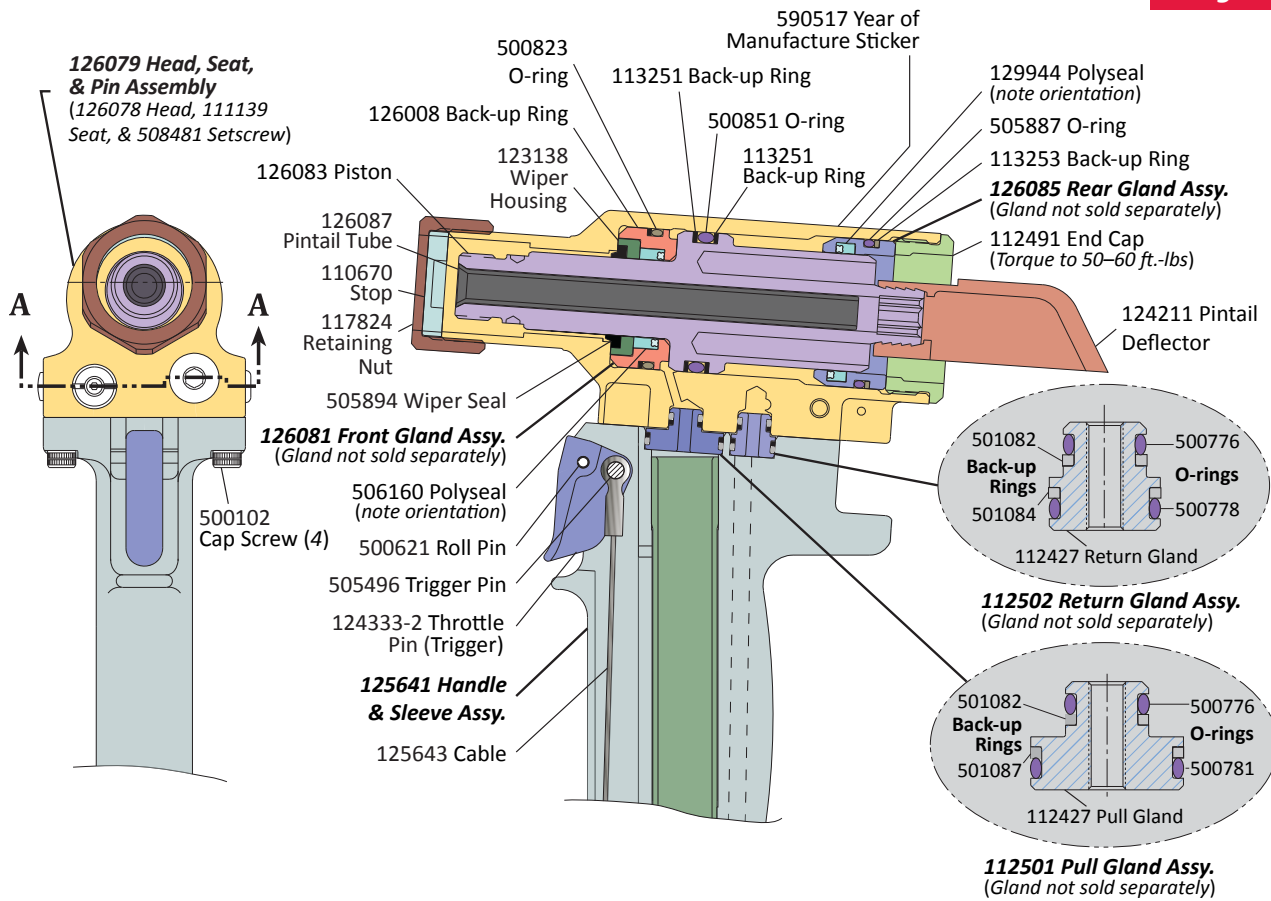 590517 Year of
Manufacture Sticker
500823
O-ring
113251 Back-up Ring
129944 Polyseal
(note orientation)
126079 Head, Seat,
& Pin Assembly
(126078 Head, 111139
Seat, & 508481 Setscrew)
126008 Back-up Ring
500851 O-ring
505887 O-ring
123138
Wiper
Housing
113251
Back-up Ring
113253 Back-up Ring
126083 Piston
126085 Rear Gland Assy.
(Gland not sold separately)
126087
Pintail Tube
112491 End Cap
(Torque to 50–60 ft.-lbs)
110670
Stop
117824
Retaining
Nut
124211 Pintail
Deflector
A
A
505894 Wiper Seal
126081 Front Gland Assy.
(Gland not sold separately)
506160 Polyseal
(note orientation)
500102
Cap Screw (4)
500621 Roll Pin
505496 Trigger Pin
124333-2 Throttle
Pin (Trigger)
125641 Handle
& Sleeve Assy.
125643 Cable
501082
500776
Back-up
Rings
O-rings
501084
500778
112427 Return Gland
112502 Return Gland Assy.
(Gland not sold separately)
501082
500776
Back-up
Rings
O-rings
501087
500781
112427 Pull Gland
112501 Pull Gland Assy.
(Gland not sold separately)